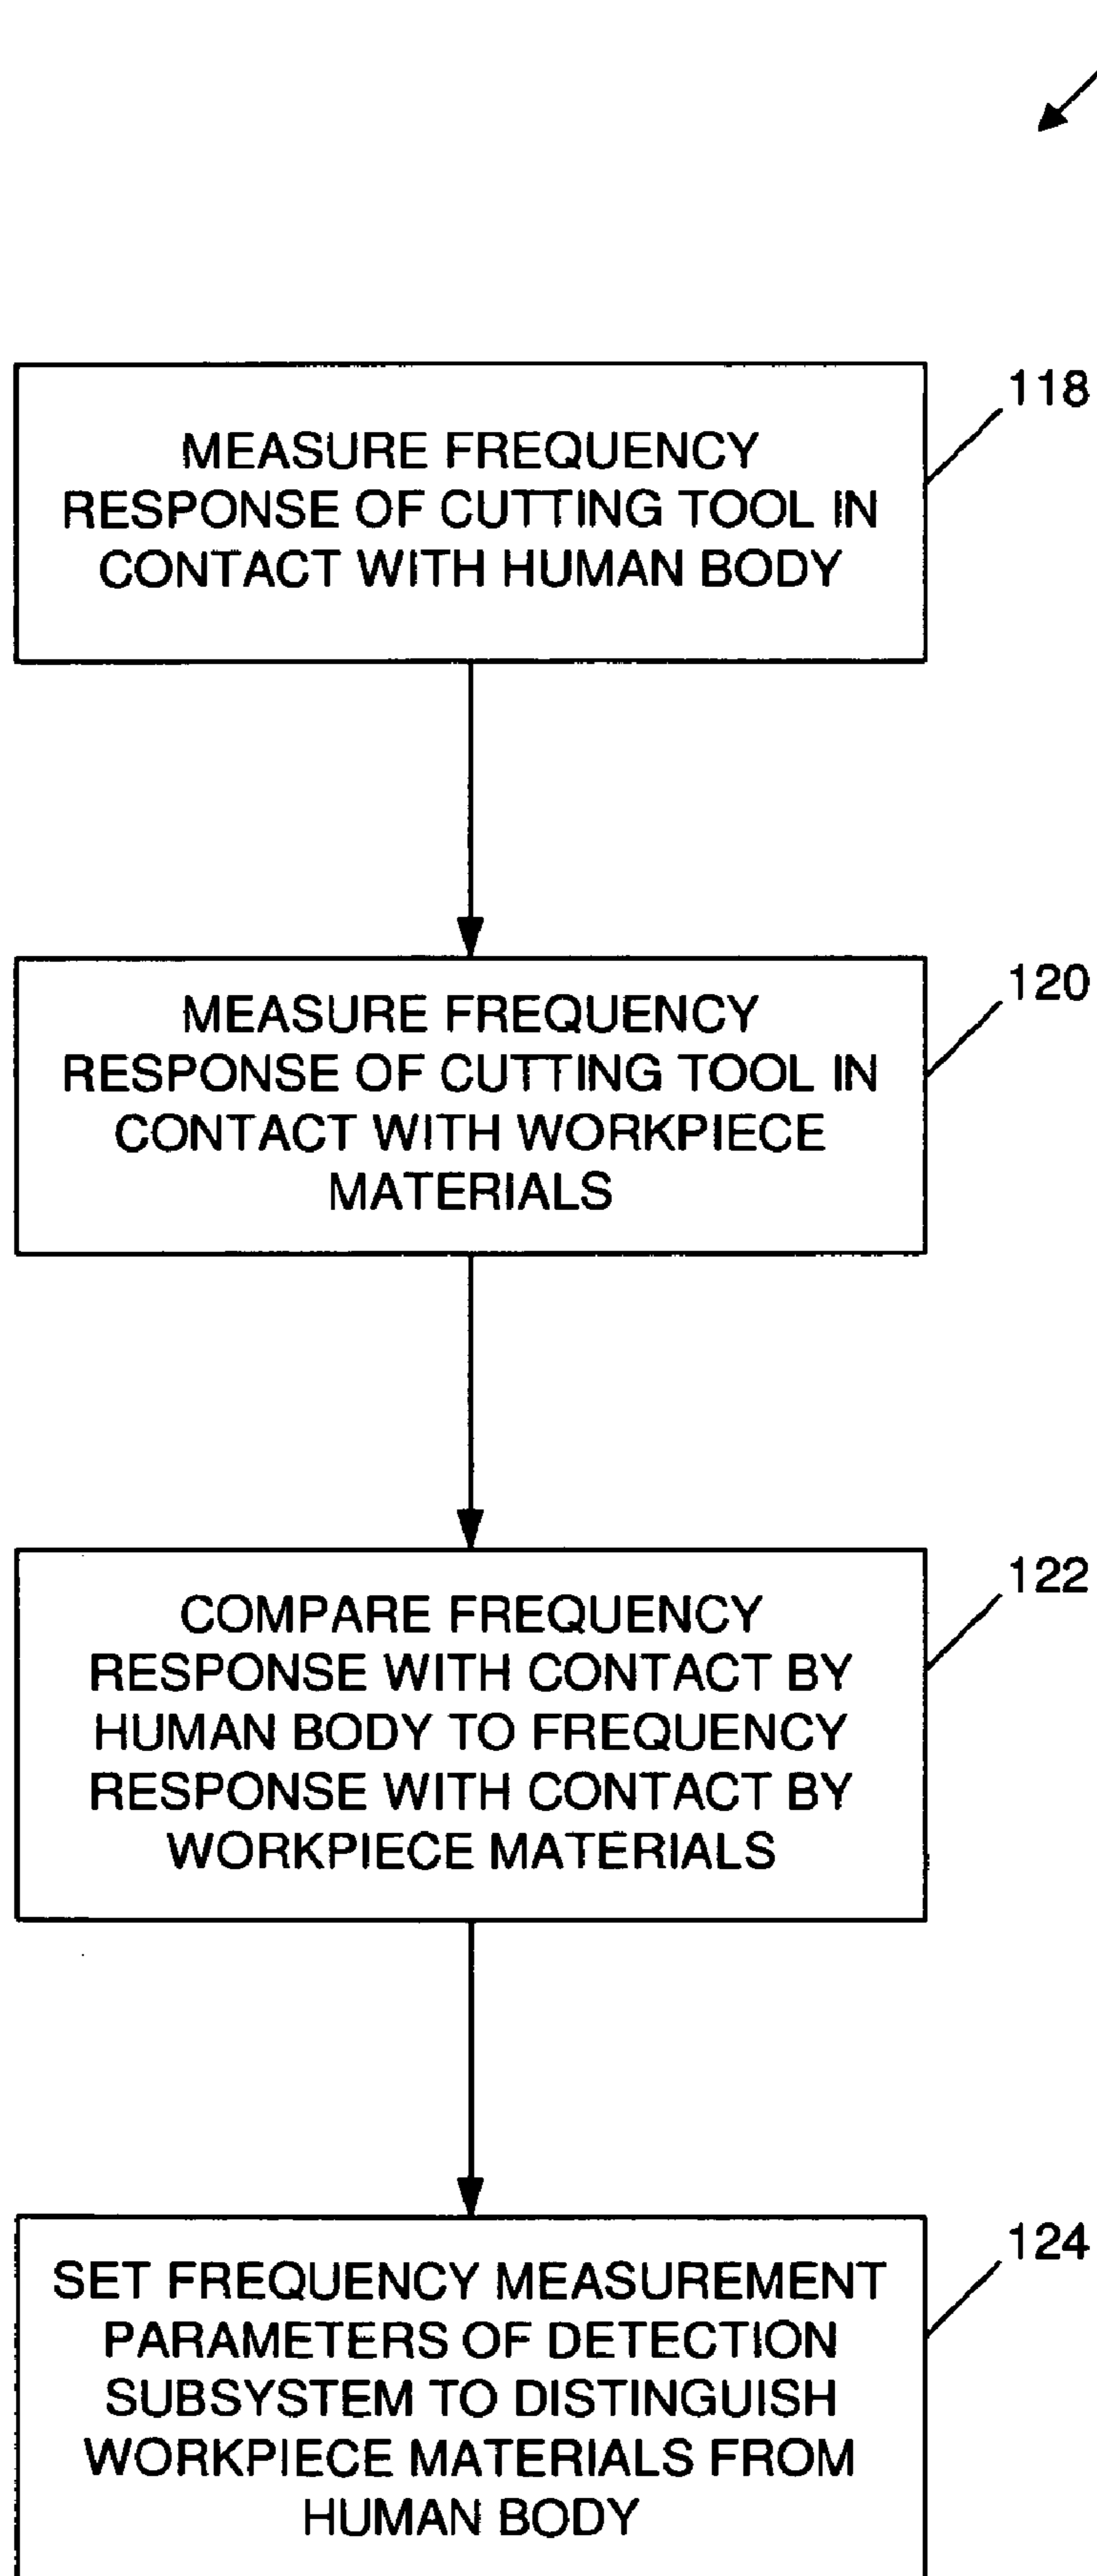 118
MEASURE FREQUENCY
RESPONSE OF CUTTING TOOL IN
CONTACT WITH HUMAN BODY
120
MEASURE FREQUENCY
RESPONSE OF CUTTING TOOL IN
CONTACT WITH WORKPIECE
MATERIALS
122
COMPARE FREQUENCY
RESPONSE WITH CONTACT BY
HUMAN BODY TO FREQUENCY
RESPONSE WITH CONTACT BY
WORKPIECE MATERIALS
124
SET FREQUENCY MEASUREMENT
PARAMETERS OF DETECTION
SUBSYSTEM TO DISTINGUISH
WORKPIECE MATERIALS FROM
HUMAN BODY